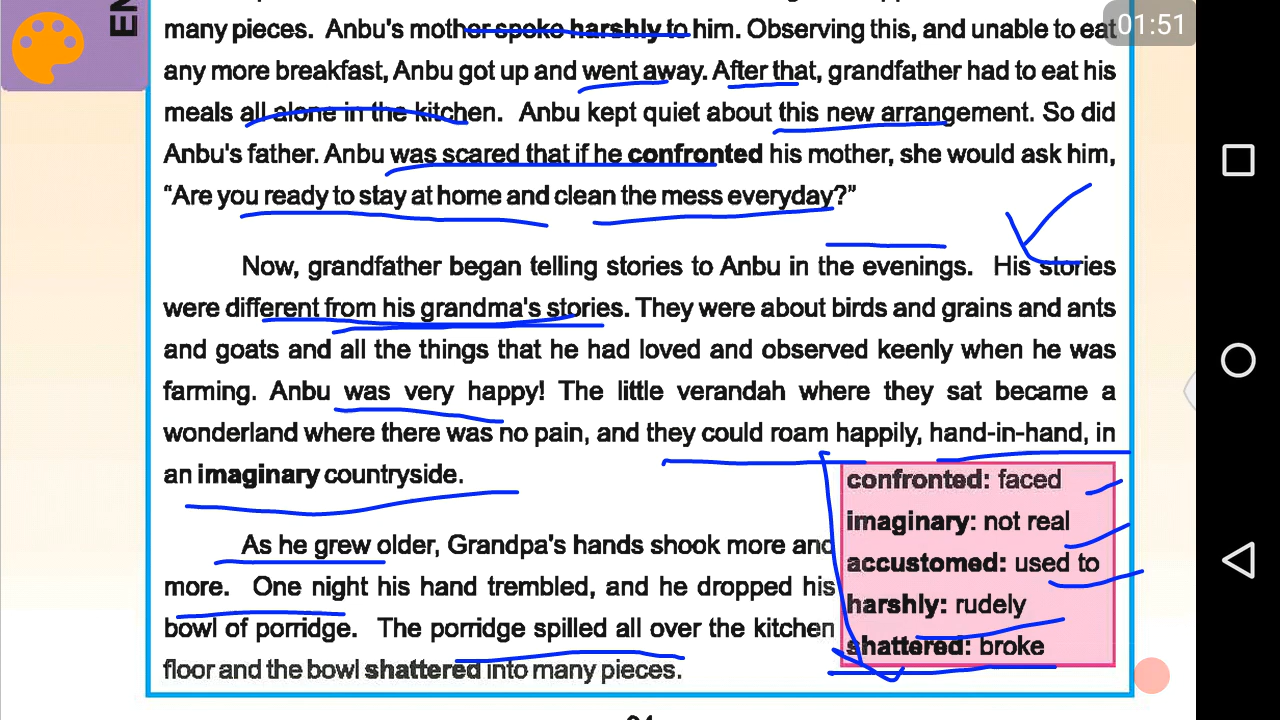 EN
01:51
many pieces. Anbu's mother spoke harshly to him. Observing this, and unable to eat
any more breakfast, Anbu got up and went away. After that, grandfather had to eat his
meals all alone in the kitchen. Anbu kept quiet about this new arrangement. So did
Anbu's father. Anbu was scared that if he confronted his mother, she would ask him,
“Are you ready to stay at home and clean the mess everyday?”
Now, grandfather began telling stories to Anbu in the evenings. His stories
were different from his grandma's stories. They were about birds and grains and ants
and goats and all the things that he had loved and observed keenly when he was
farming. Anbu was very happy! The little verandah where they sat became a
wonderland where there was no pain, and they could roam happily, hand-in-hand, in
an imaginary countryside.
As he grew older, Grandpa's hands shook more and
more. One night his hand trembled, and he dropped his
bowl of porridge. The porridge spilled all over the kitchen
floor and the bowl shattered into many pieces.
confronted: faced
imaginary: not real
accustomed: used to
harshly: rudely
shattered: broke